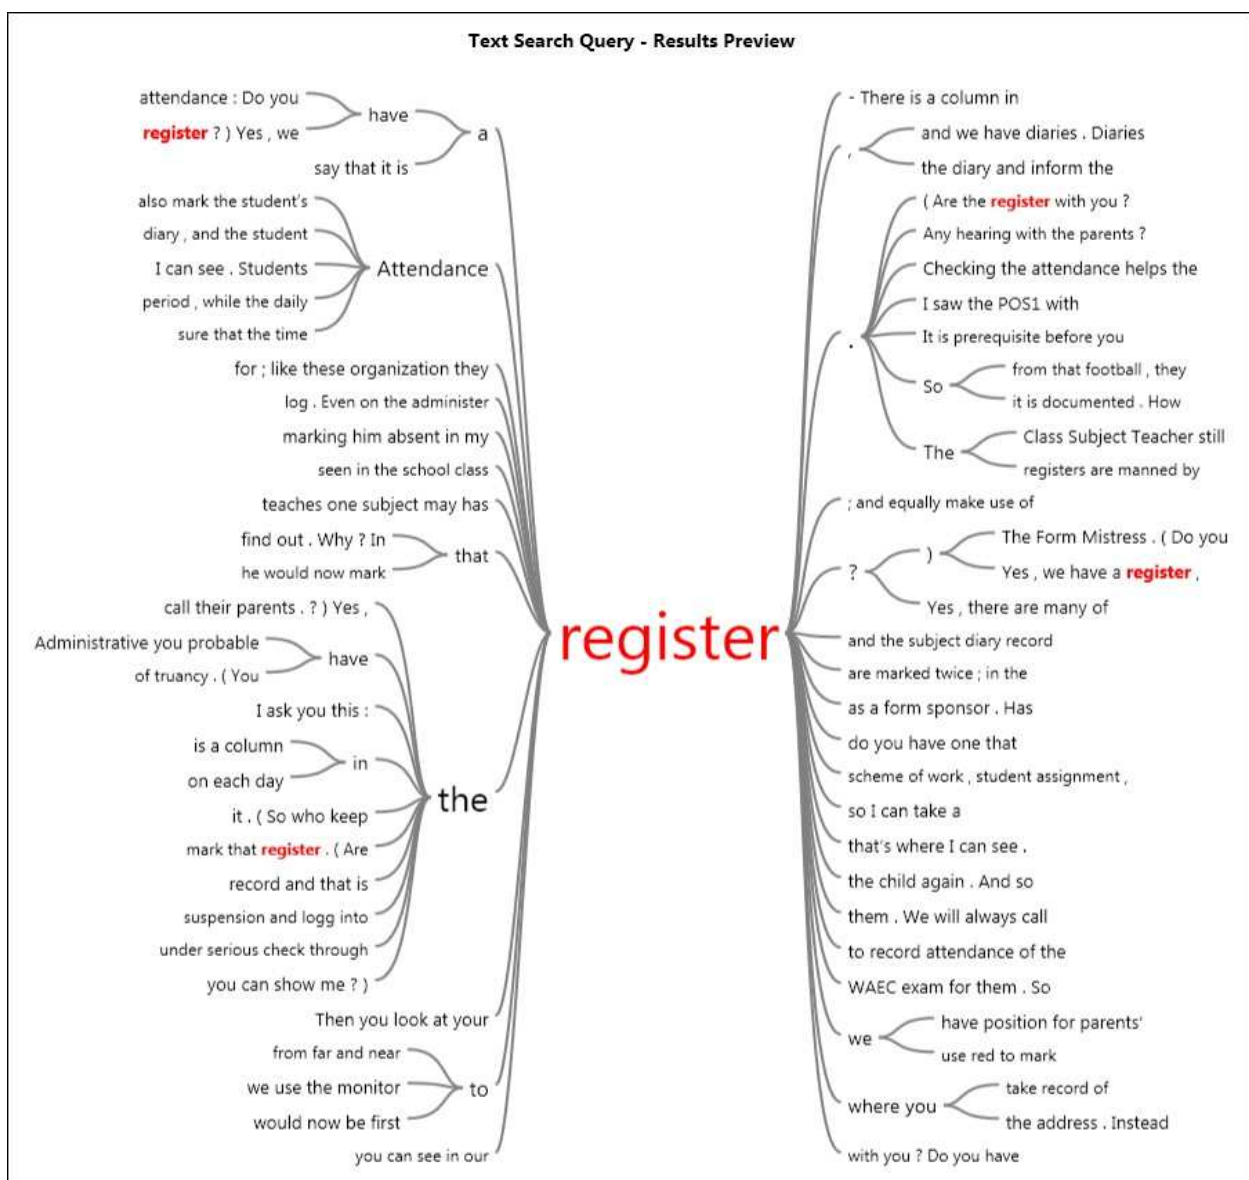 Text Search Query - Results Preview
attendance : Do you
register ? ) Yes , we
have
say that it is
a
also mark the student's
diary , and the student
I can see . Students
period , while the daily
sure that the time
Attendance
for ; like these organization they
log . Even on the administer
marking him absent in my
seen in the school class
teaches one subject may has
find out . Why ? In
he would now mark
that
call their parents . ? ) Yes ,
Administrative you probable
of truancy . ( You
have
I ask you this :
is a column
on each day
in
it . ( So who keep
mark that register . ( Are
record and that is
suspension and logg into
under serious check through
you can show me ? )
the
Then you look at your
from far and near
we use the monitor
would now be first
to
you can see in our
register
- There is a column in
,
and we have diaries . Diaries
the diary and inform the
.
( Are the register with you ?
Any hearing with the parents ?
Checking the attendance helps the
I saw the POS1 with
It is prerequisite before you
So
from that football , they
it is documented . How
The
Class Subject Teacher still
registers are manned by
; and equally make use of
?
)
The Form Mistress . ( Do you
Yes , we have a register ,
Yes , there are many of
and the subject diary record
are marked twice ; in the
as a form sponsor . Has
do you have one that
scheme of work , student assignment ,
so I can take a
that's where I can see .
the child again . And so
them . We will always call
to record attendance of the
WAEC exam for them . So
we
have position for parents'
use red to mark
where you
take record of
the address . Instead
with you ? Do you have